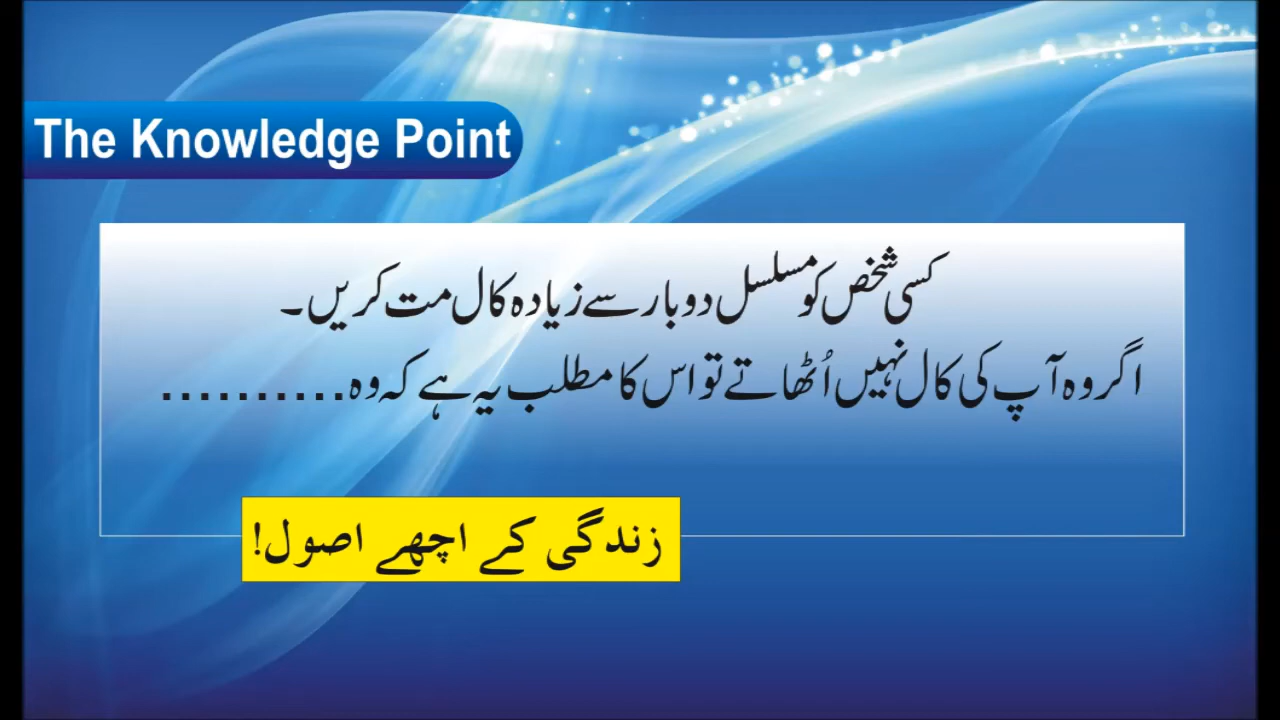 The Knowledge Point
کسی شخص کو مسلسل دو بار سے زیادہ کال مت کریں۔
اگر وہ آپ کی کال نہیں اُٹھاتے تو اس کا مطلب یہ ہے کہ وہ..........
زندگی کے اچھے اصول!